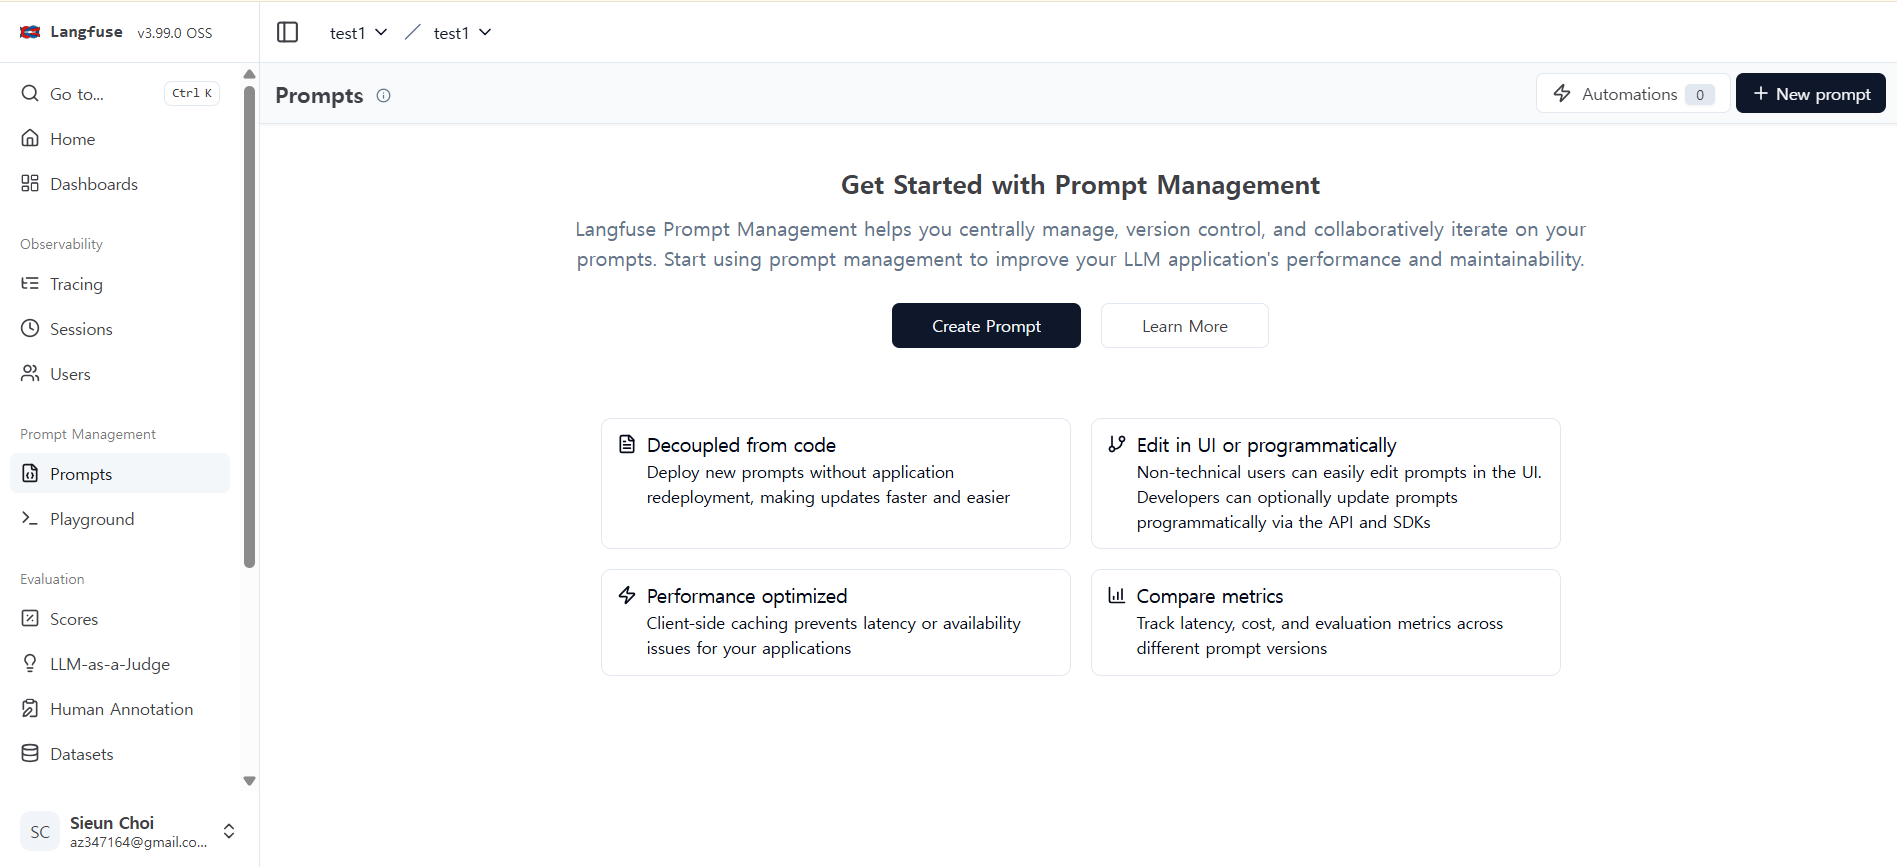 Langfuse v3.99.0 OSS
test1 / test1
Go to... Ctrl K
Home
Dashboards
Observability
Tracing
Sessions
Users
Prompt Management
Prompts
Playground
Evaluation
Scores
LLM-as-a-Judge
Human Annotation
Datasets
SC
Sieun Choi
az347164@gmail.co...
Prompts
Automations 0
+ New prompt
Get Started with Prompt Management
Langfuse Prompt Management helps you centrally manage, version control, and collaboratively iterate on your
prompts. Start using prompt management to improve your LLM application's performance and maintainability.
Create Prompt
Learn More
Decoupled from code
Deploy new prompts without application
redeployment, making updates faster and easier
Edit in UI or programmatically
Non-technical users can easily edit prompts in the UI.
Developers can optionally update prompts
programmatically via the API and SDKs
Performance optimized
Client-side caching prevents latency or availability
issues for your applications
Compare metrics
Track latency, cost, and evaluation metrics across
different prompt versions